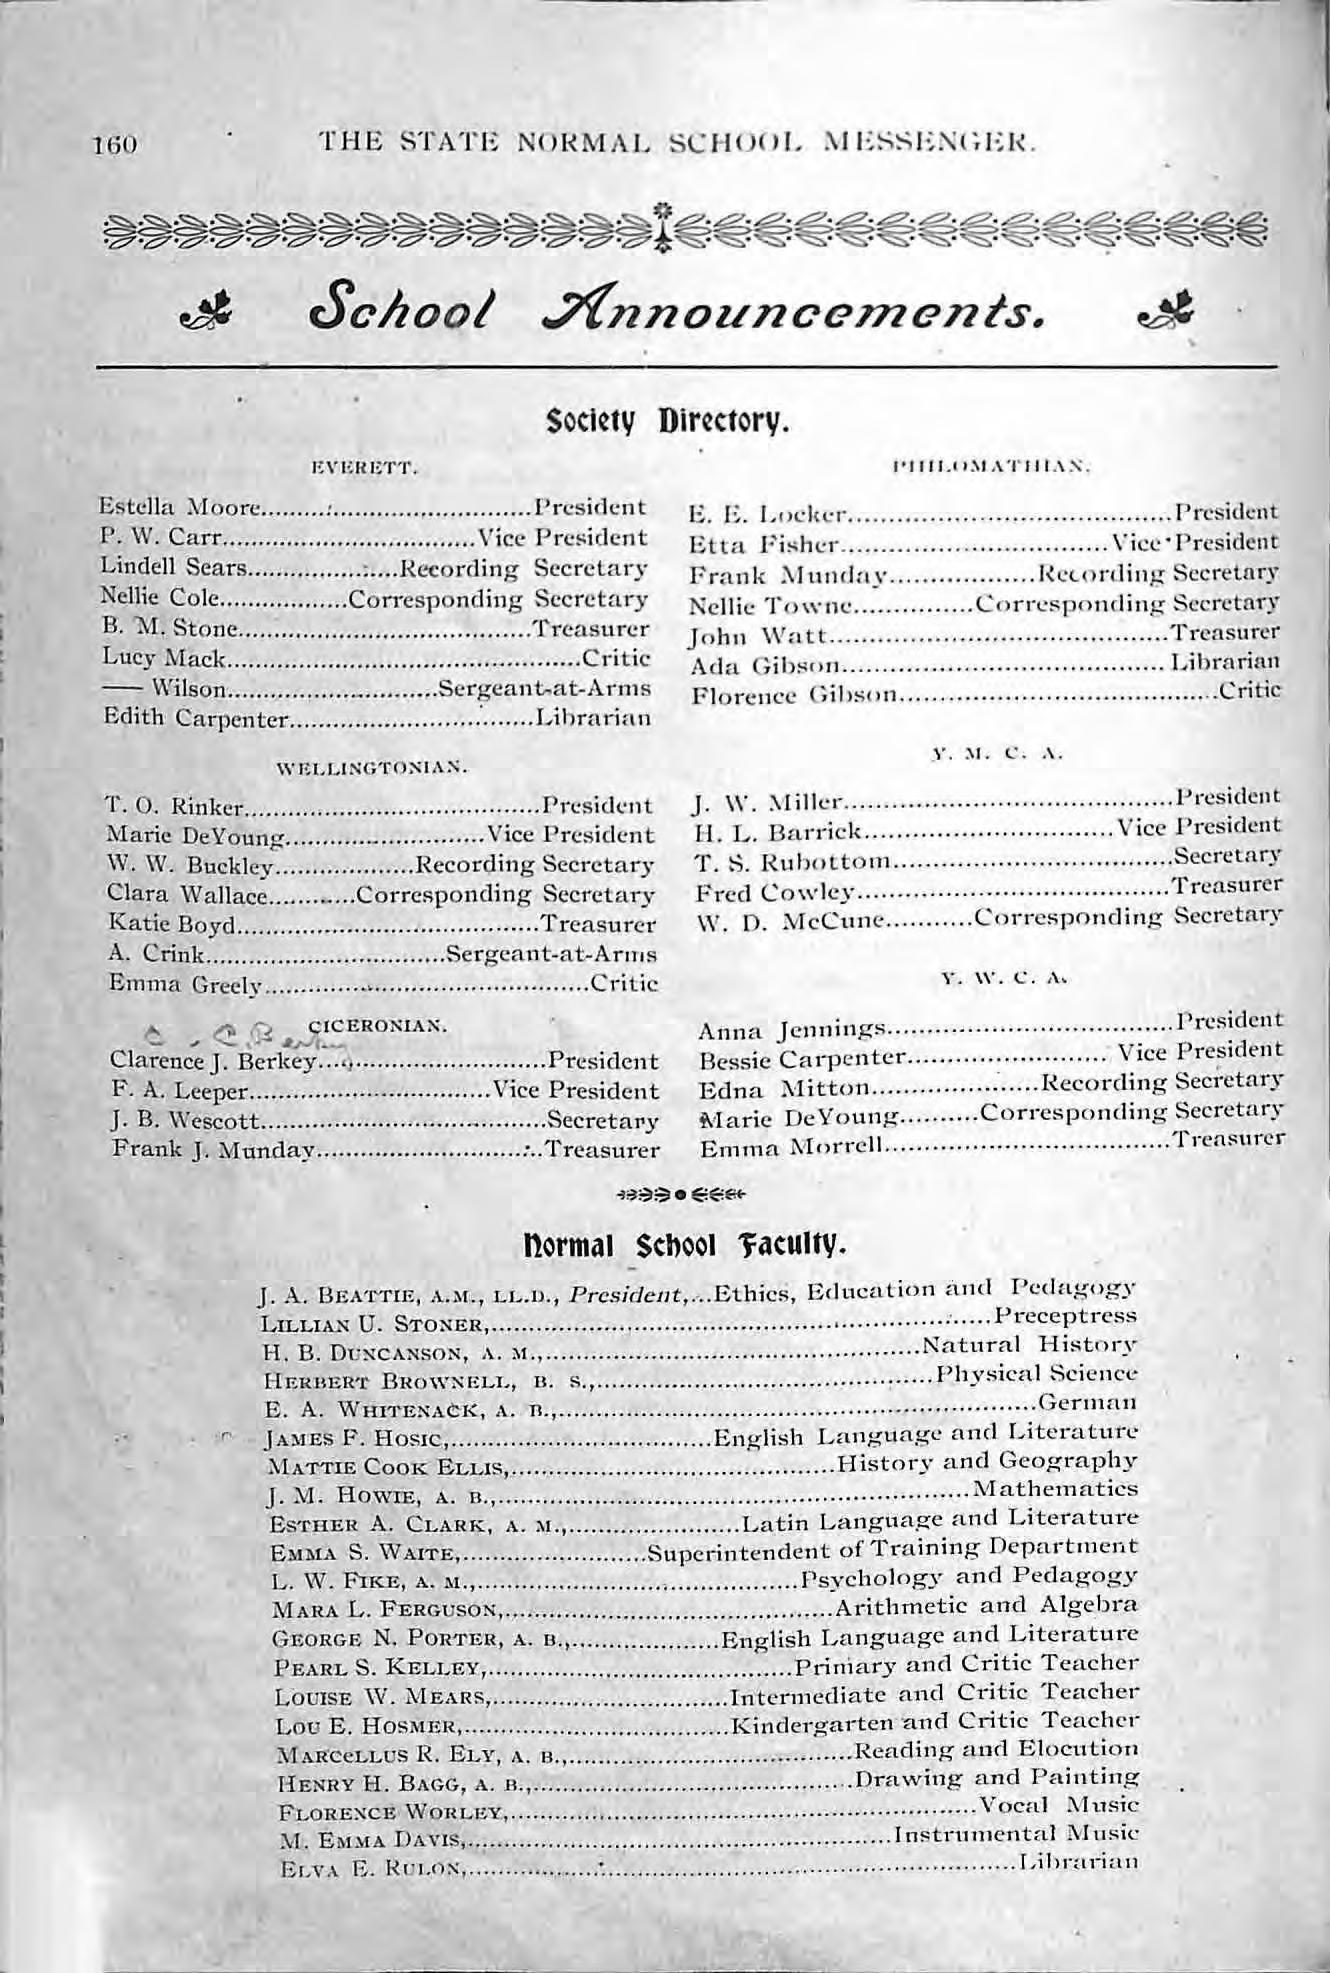 160 THE STATE NORMAL SCHOOL MESSENGER.
School Announcements.
Society Directory.
EVERETT.
Estella Moore..................President
P. W. Carr..................Vice President
Lindell Sears..................Recording Secretary
Nellie Cole..................Corresponding Secretary
B. M. Stone..................Treasurer
Lucy Mack..................Critic
— Wilson..................Sergeant-at-Arms
Edith Carpenter..................Librarian
WELLINGTONIAN.
T. O. Rinker..................President
Marie DeYoung..................Vice President
W. W. Buckley..................Recording Secretary
Clara Wallace............Corresponding Secretary
Katie Boyd..................Treasurer
A. Crink..................Sergeant-at-Arms
Emma Greely..................Critic
CICERONIAN.
Clarence J. Berkey..................President
F. A. Leeper..................Vice President
J. B. Wescott..................Secretary
Frank J. Munday..................Treasurer
PHILOMATHIAN.
E. E. Locker..................President
Etta Fisher..................Vice President
Frank Munday..................Recording Secretary
Nellie Towne..................Corresponding Secretary
John Watt..................Treasurer
Ada Gibson..................Librarian
Florence Gibson..................Critic
Y. M. C. A.
J. W. Miller..................President
H. L. Barrick..................Vice President
T. S. Rubottom..................Secretary
Fred Cowley..................Treasurer
W. D. McCune............Corresponding Secretary
Y. W. C. A.
Anna Jennings..................President
Bessie Carpenter..................Vice President
Edna Mitton..................Recording Secretary
Marie DeYoung..........Corresponding Secretary
Emma Morrell..................Treasurer
Normal School Faculty.
J. A. BEATTIE, A.M., LL.D., President,...Ethics, Education and Pedagogy
LILLIAN U. STONER,..................Preceptress
H. B. DUNCANSON, A. M.,..................Natural History
HERBERT BROWNELL, B. S.,..................Physical Science
E. A. WHITENACK, A. B.,..................German
JAMES F. HOSIC,..................English Language and Literature
MATTIE COOK ELLIS,..................History and Geography
J. M. HOWIE, A. B.,..................Mathematics
ESTHER A. CLARK, A. M.,..................Latin Language and Literature
EMMA S. WAITE,..................Superintendent of Training Department
L. W. FIKE, A. M.,..................Psychology and Pedagogy
MARA L. FERGUSON,..................Arithmetic and Algebra
GEORGE N. PORTER, A. B.,..................English Language and Literature
PEARL S. KELLEY,..................Primary and Critic Teacher
LOUISE W. MEARS,..................Intermediate and Critic Teacher
LOU E. HOSMER,..................Kindergarten and Critic Teacher
MARCELLUS R. ELY, A. B.,..................Reading and Elocution
HENRY H. BAGG, A. B.,..................Drawing and Painting
FLORENCE WORLEY,..................Vocal Music
M. EMMA DAVIS,..................Instrumental Music
ELVA E. RULON,..................Librarian